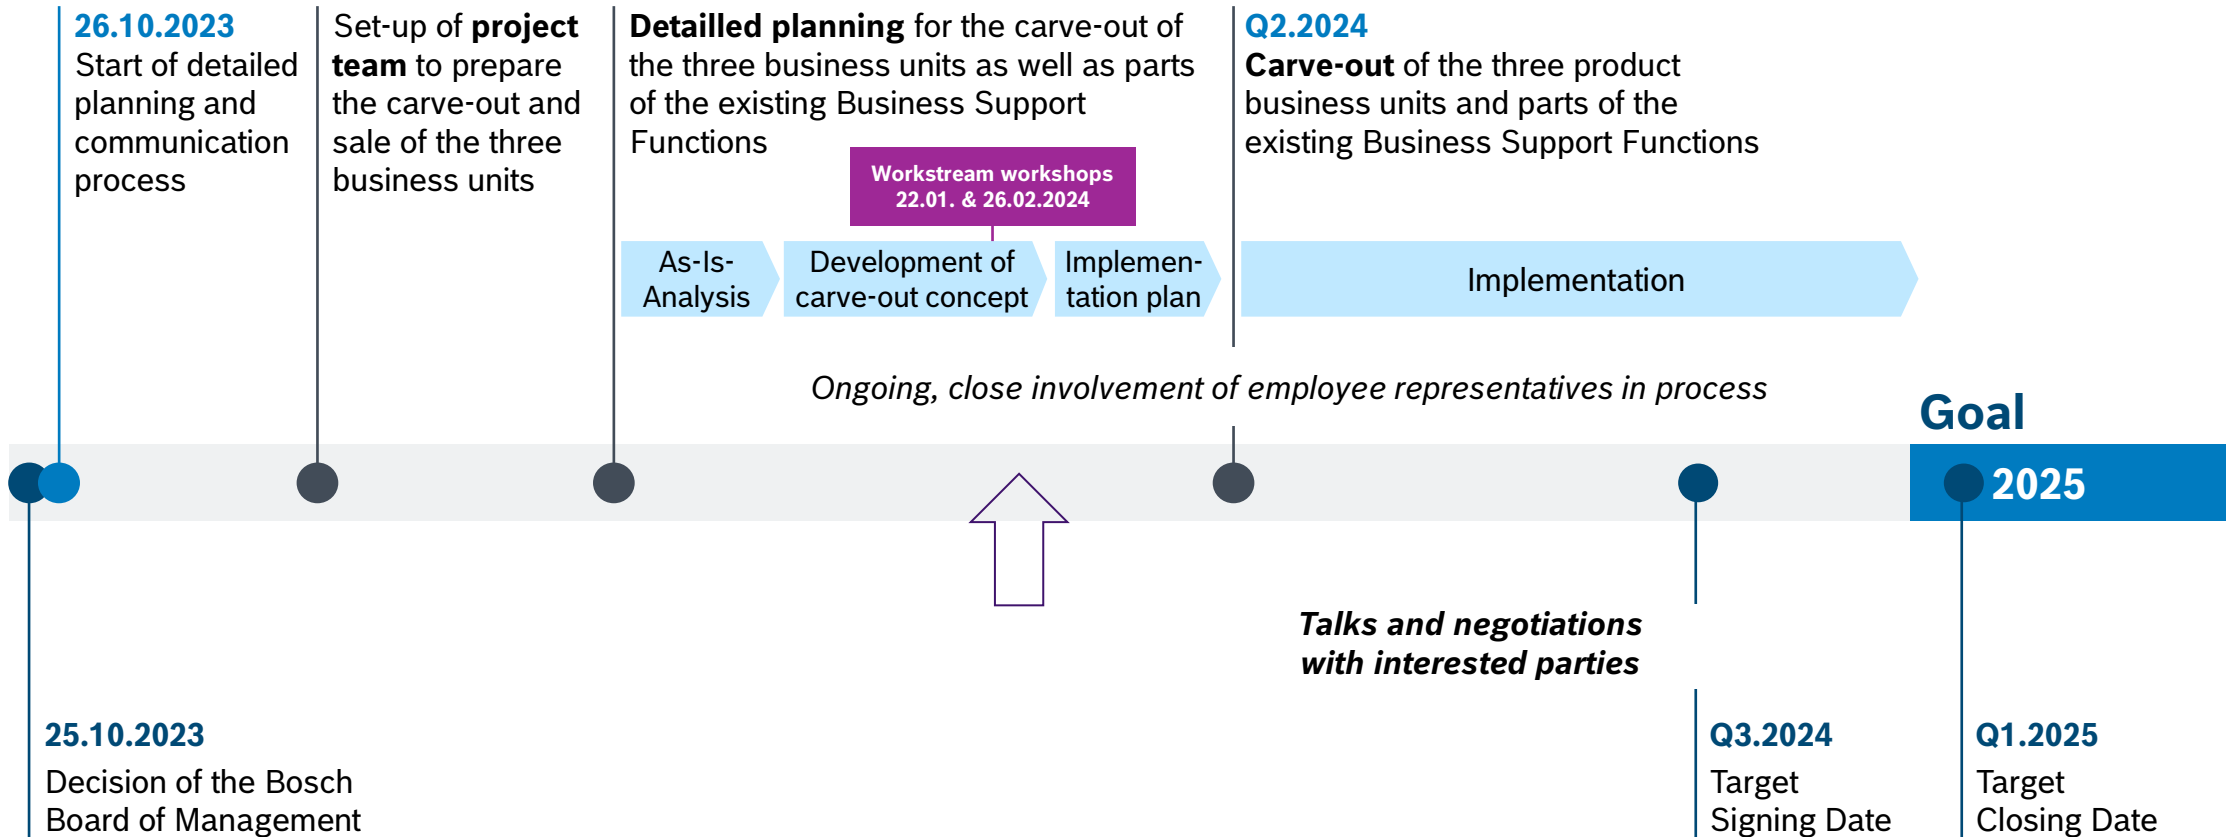 26.10.2023
Start of detailed
planning and
communication
process
Set-up of project
team to prepare
the carve-out and
sale of the three
business units
Detailled planning for the carve-out of
the three business units as well as parts
of the existing Business Support
Functions
Q2.2024
Carve-out of the three product
business units and parts of the
existing Business Support Functions
Workstream workshops
22.01. & 26.02.2024
As-Is-
Analysis
Development of
carve-out concept
Implemen-
tation plan
Implementation
Ongoing, close involvement of employee representatives in process
Goal
2025
Talks and negotiations
with interested parties
25.10.2023
Decision of the Bosch
Board of Management
Q3.2024
Target
Signing Date
Q1.2025
Target
Closing Date